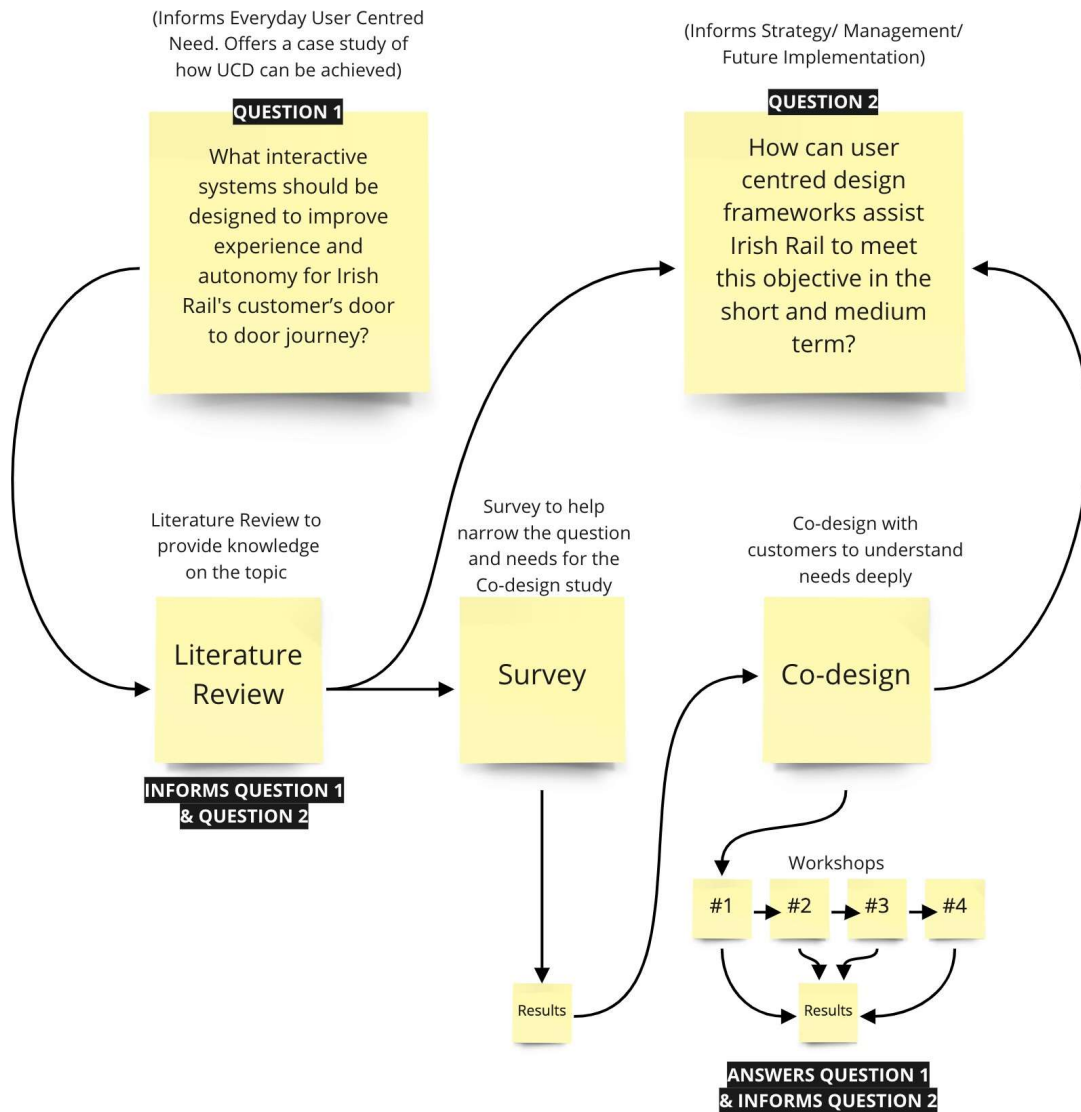 (Informs Everyday User Centred
Need. Offers a case study of
how UCD can be achieved)
QUESTION 1
What interactive
systems should be
designed to improve
experience and
autonomy for Irish
Rail's customer’s door
to door journey?
(Informs Strategy/ Management/
Future Implementation)
QUESTION 2
How can user
centred design
frameworks assist
Irish Rail to meet
this objective in the
short and medium
term?
Literature Review to
provide knowledge
on the topic
Literature
Review
INFORMS QUESTION 1
& QUESTION 2
Survey to help
narrow the question
and needs for the
Co-design study
Survey
Results
Co-design with
customers to understand
needs deeply
Co-design
Workshops
#1
#2
#3
#4
Results
ANSWERS QUESTION 1
& INFORMS QUESTION 2